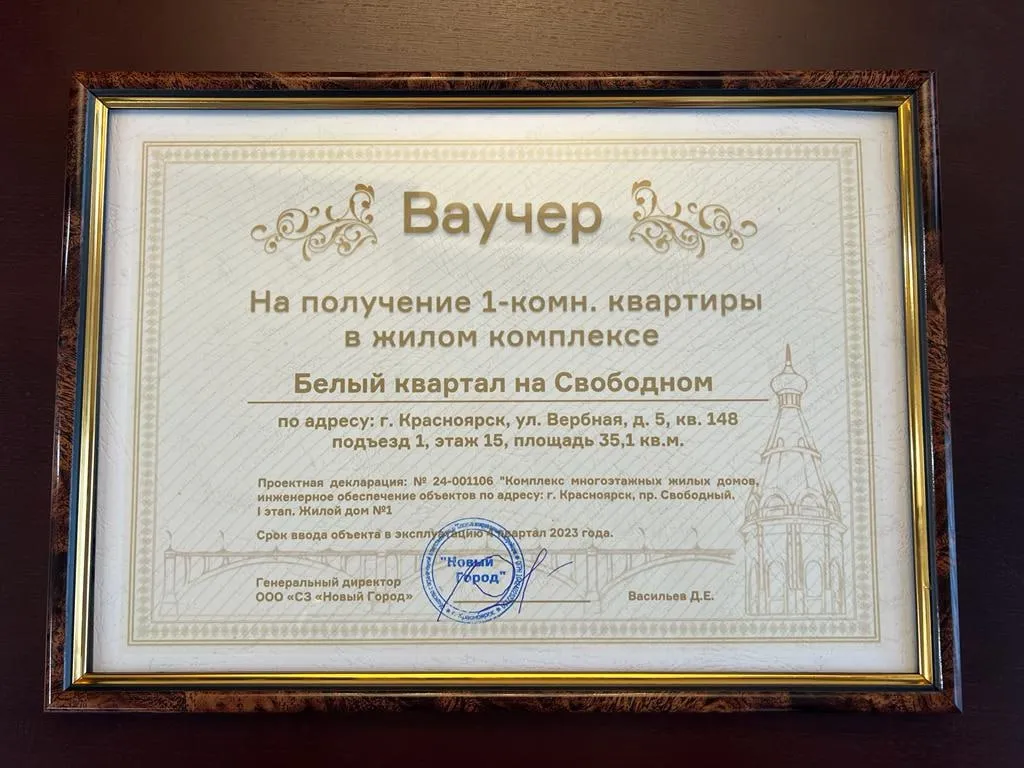 Ваучер
На получение 1-комн. квартиры
в жилом комплексе
Белый квартал на Свободном
по адресу: г. Красноярск, ул. Вербная, д. 5, кв. 148
подъезд 1, этаж 15, площадь 35,1 кв.м.
Проектная декларация: № 24-001106 "Комплекс многоэтажных жилых домов,
инженерное обеспечение объектов по адресу: г. Красноярск, пр. Свободный.
I этап. Жилой дом №1
Срок ввода объекта в эксплуатацию 4 квартал 2023 года.
"Новый
Город"
г. Красноярск
Генеральный директор
ООО «СЗ «Новый Город»
Васильев Д.Е.